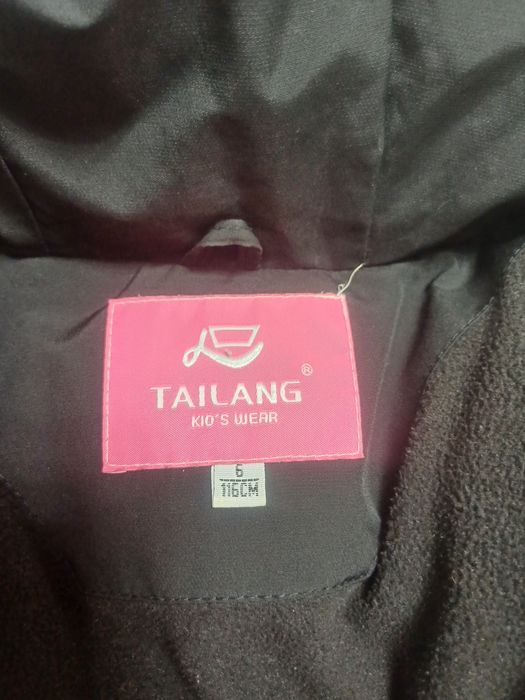 TAILANG ®
KID'S WEAR
6
116CM